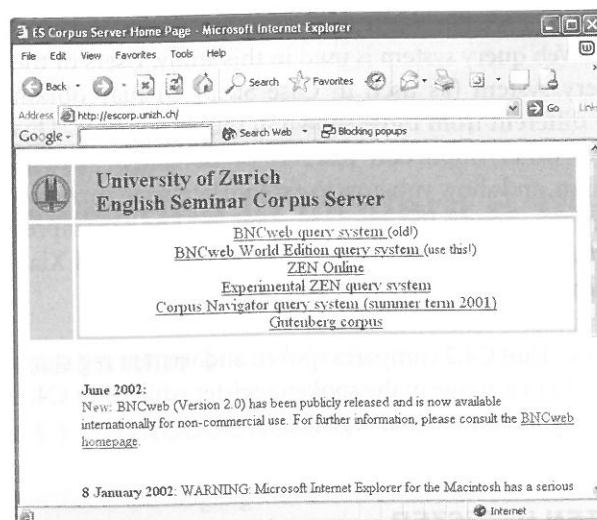 ES Corpus Server Home Page - Microsoft Internet Explorer
File Edit View Favorites Tools Help
Back Search Favorites
Address http://escorp.unizh.ch/ Go Links
Google Search Web Blocking popups
University of Zurich
English Seminar Corpus Server
BNCweb query system (old!)
BNCweb World Edition query system (use this!)
ZEN Online
Experimental ZEN query system
Corpus Navigator query system (summer term 2001)
Gutenberg corpus
June 2002:
New: BNCweb (Version 2.0) has been publicly released and is now available
internationally for non-commercial use. For further information, please consult the BNCweb
homepage.
8 January 2002: WARNING: Microsoft Internet Explorer for the Macintosh has a serious
Internet